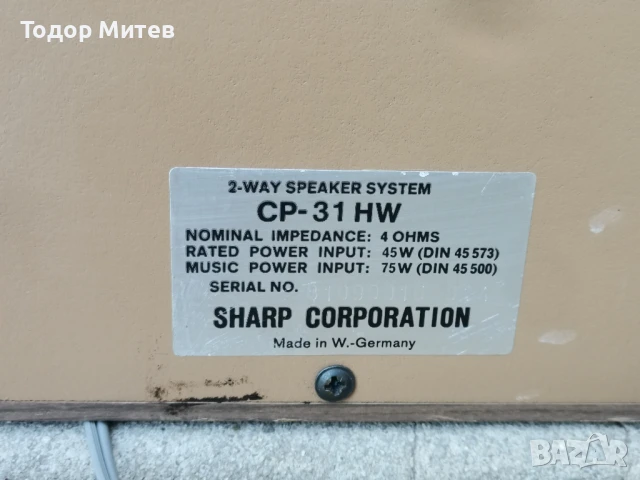 Тодор Митев
2-WAY SPEAKER SYSTEM
CP-31 HW
NOMINAL IMPEDANCE: 4 OHMS
RATED POWER INPUT: 45W (DIN 45 573)
MUSIC POWER INPUT: 75W (DIN 45 500)
SERIAL NO.
SHARP CORPORATION
Made in W.-Germany
BAZAR